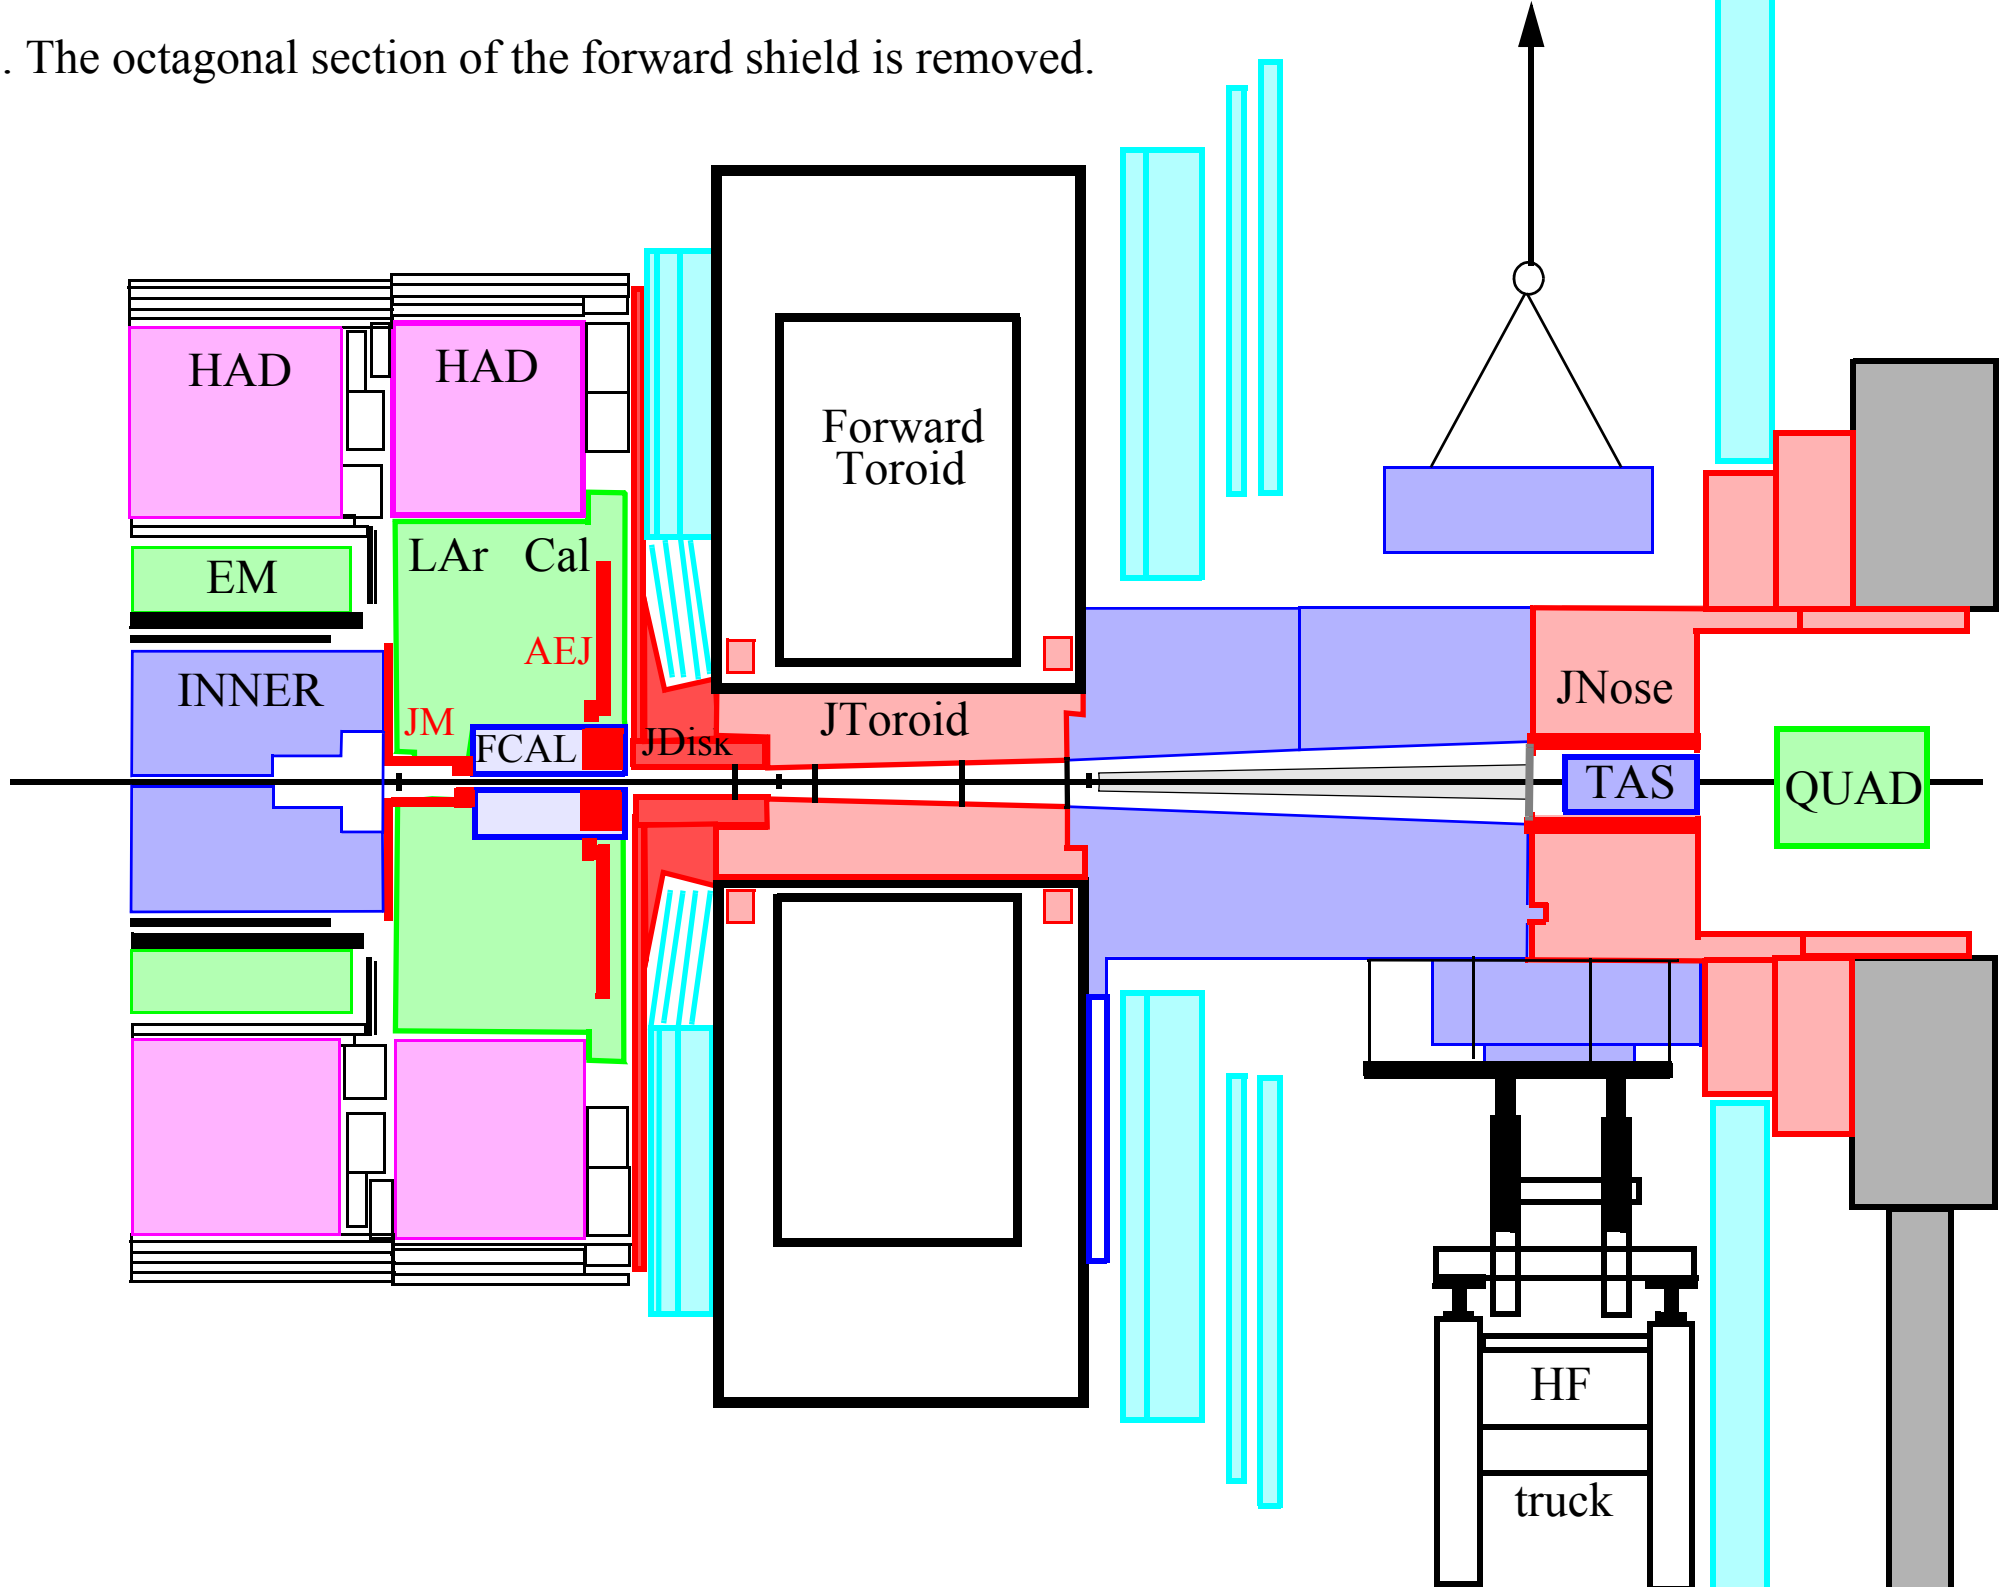 . The octagonal section of the forward shield is removed.
HAD
HAD
Forward
Toroid
LAr Cal
EM
AEJ
INNER
JNose
JM
JToroid
FCAL
JDisk
TAS
QUAD
HF
truck